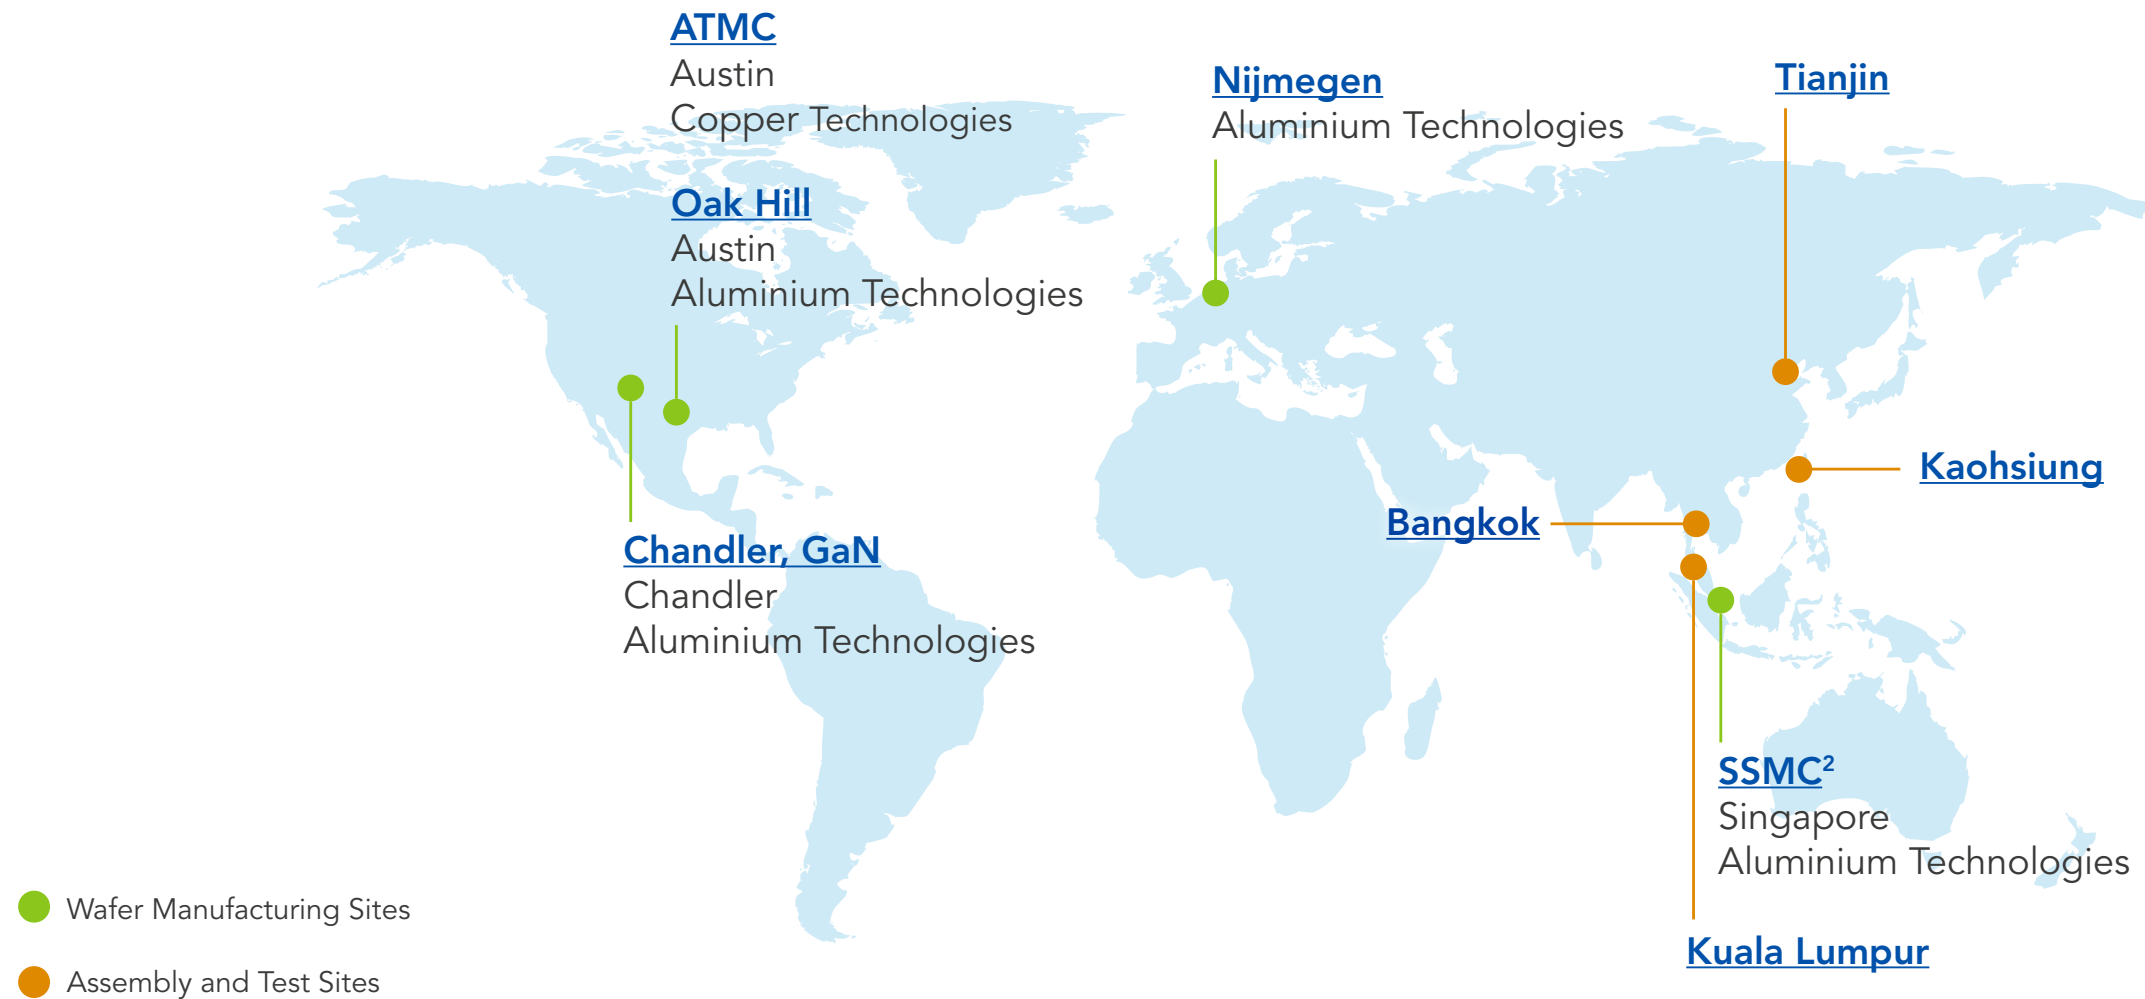 ATMC
Austin
Copper Technologies
Oak Hill
Austin
Aluminium Technologies
Nijmegen
Aluminium Technologies
Tianjin
Kaohsiung
Bangkok
Chandler, GaN
Chandler
Aluminium Technologies
SSMC²
Singapore
Aluminium Technologies
Kuala Lumpur
Wafer Manufacturing Sites
Assembly and Test Sites